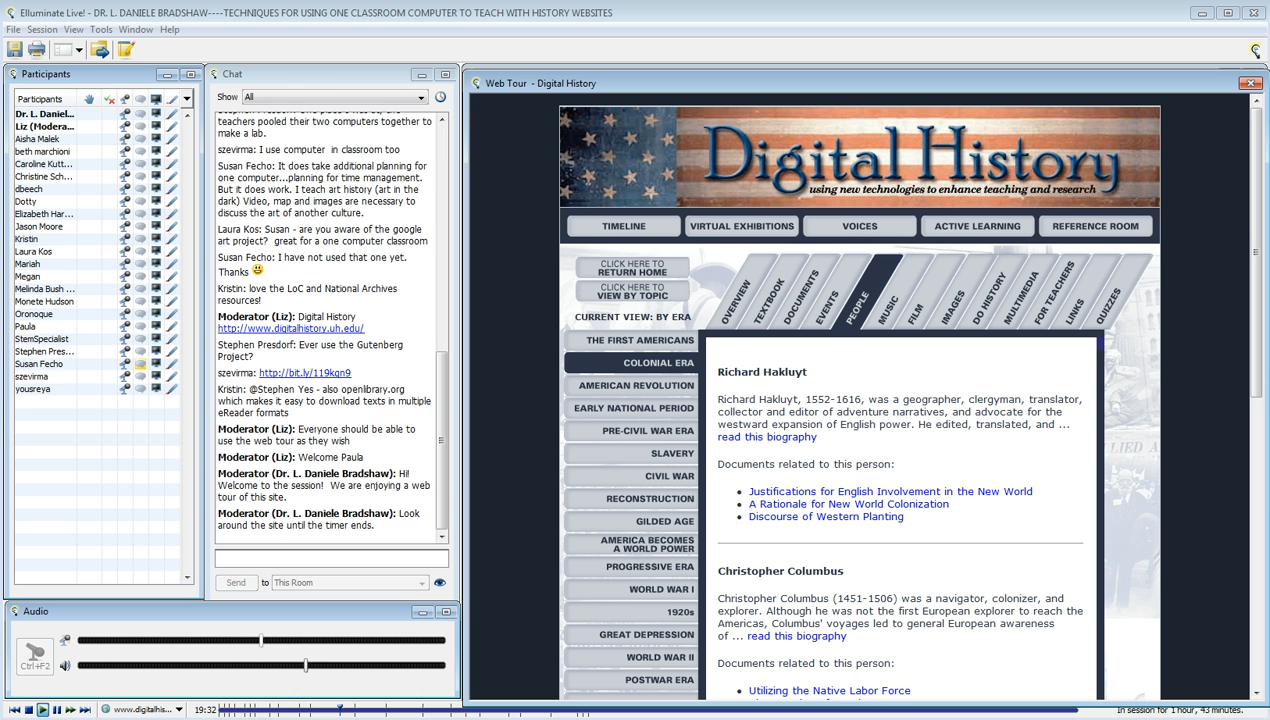 Elluminate Live! - DR. L. DANIELE BRADSHAW----TECHNIQUES FOR USING ONE CLASSROOM COMPUTER TO TEACH WITH HISTORY WEBSITES
File Session View Tools Window Help
Participants
Participants
Dr. L. Daniel...
Liz (Modera...
Aisha Malek
beth marchioni
Caroline Kutt...
Christine Sch...
dbeech
Dotty
Elizabeth Har...
Jason Moore
Kristin
Laura Kos
Mariah
Megan
Melinda Bush ...
Monete Hudson
Oronoque
Paula
StemSpecialist
Stephen Pres...
Susan Fecho
szevirma
yousreya
Chat
Show All
teachers pooled their two computers together to
make a lab.
szevirma: I use computer in classroom too
Susan Fecho: It does take additional planning for
one computer...planning for time management.
But it does work. I teach art history (art in the
dark) Video, map and images are necessary to
discuss the art of another culture.
Laura Kos: Susan - are you aware of the google
art project? great for a one computer classroom
Susan Fecho: I have not used that one yet.
Thanks
Kristin: love the LoC and National Archives
resources!
Moderator (Liz): Digital History
http://www.digitalhistory.uh.edu/
Stephen Presdorf: Ever use the Gutenberg
Project?
szevirma: http://bit.ly/119kqn9
Kristin: @Stephen Yes - also openlibrary.org
which makes it easy to download texts in multiple
eReader formats
Moderator (Liz): Everyone should be able to
use the web tour as they wish
Moderator (Liz): Welcome Paula
Moderator (Dr. L. Daniele Bradshaw): Hi!
Welcome to the session! We are enjoying a web
tour of this site.
Moderator (Dr. L. Daniele Bradshaw): Look
around the site until the timer ends.
Send to This Room
Audio
Ctrl+F2
Web Tour - Digital History
Digital History
using new technologies to enhance teaching and research
TIMELINE VIRTUAL EXHIBITIONS VOICES ACTIVE LEARNING REFERENCE ROOM
CLICK HERE TO
RETURN HOME
CLICK HERE TO
VIEW BY TOPIC
CURRENT VIEW: BY ERA
OVERVIEW TEXTBOOK DOCUMENTS EVENTS PEOPLE MUSIC FILM IMAGES DO HISTORY MULTIMEDIA FOR TEACHERS LINKS QUIZZES
THE FIRST AMERICANS
COLONIAL ERA
AMERICAN REVOLUTION
EARLY NATIONAL PERIOD
PRE-CIVIL WAR ERA
SLAVERY
CIVIL WAR
RECONSTRUCTION
GILDED AGE
AMERICA BECOMES
A WORLD POWER
PROGRESSIVE ERA
WORLD WAR I
1920s
GREAT DEPRESSION
WORLD WAR II
POSTWAR ERA
Richard Hakluyt
Richard Hakluyt, 1552-1616, was a geographer, clergyman, translator,
collector and editor of adventure narratives, and advocate for the
westward expansion of English power. He edited, translated, and ...
read this biography
Documents related to this person:
Justifications for English Involvement in the New World
A Rationale for New World Colonization
Discourse of Western Planting
Christopher Columbus
Christopher Columbus (1451-1506) was a navigator, colonizer, and
explorer. Although he was not the first European explorer to reach the
Americas, Columbus' voyages led to general European awareness
of ... read this biography
Documents related to this person:
Utilizing the Native Labor Force
www.digitalhis... 19:32
In session for 1 hour, 43 minutes.